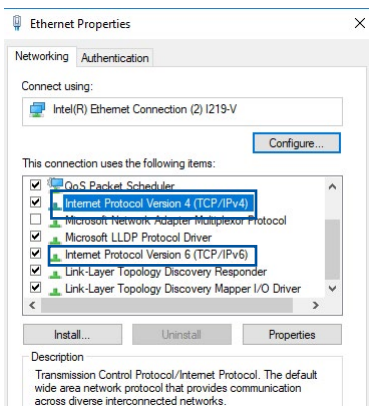 Ethernet Properties
Networking Authentication
Connect using:
Intel(R) Ethernet Connection (2) I219-V
Configure...
This connection uses the following items:
QoS Packet Scheduler
Internet Protocol Version 4 (TCP/IPv4)
Microsoft Network Adapter Multiplexor Protocol
Microsoft LLDP Protocol Driver
Internet Protocol Version 6 (TCP/IPv6)
Link-Layer Topology Discovery Responder
Link-Layer Topology Discovery Mapper I/O Driver
Install... Uninstall Properties
Description
Transmission Control Protocol/Internet Protocol. The default
wide area network protocol that provides communication
across diverse interconnected networks.